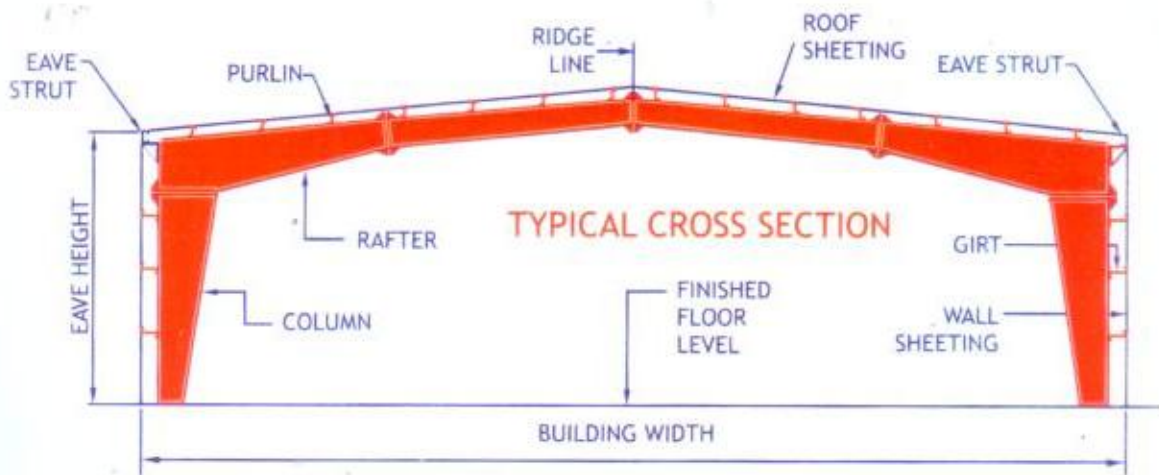 EAVE
STRUT
PURLIN
RIDGE
LINE
ROOF
SHEETING
EAVE STRUT
EAVE HEIGHT
RAFTER
TYPICAL CROSS SECTION
GIRT
COLUMN
FINISHED
FLOOR
LEVEL
WALL
SHEETING
BUILDING WIDTH